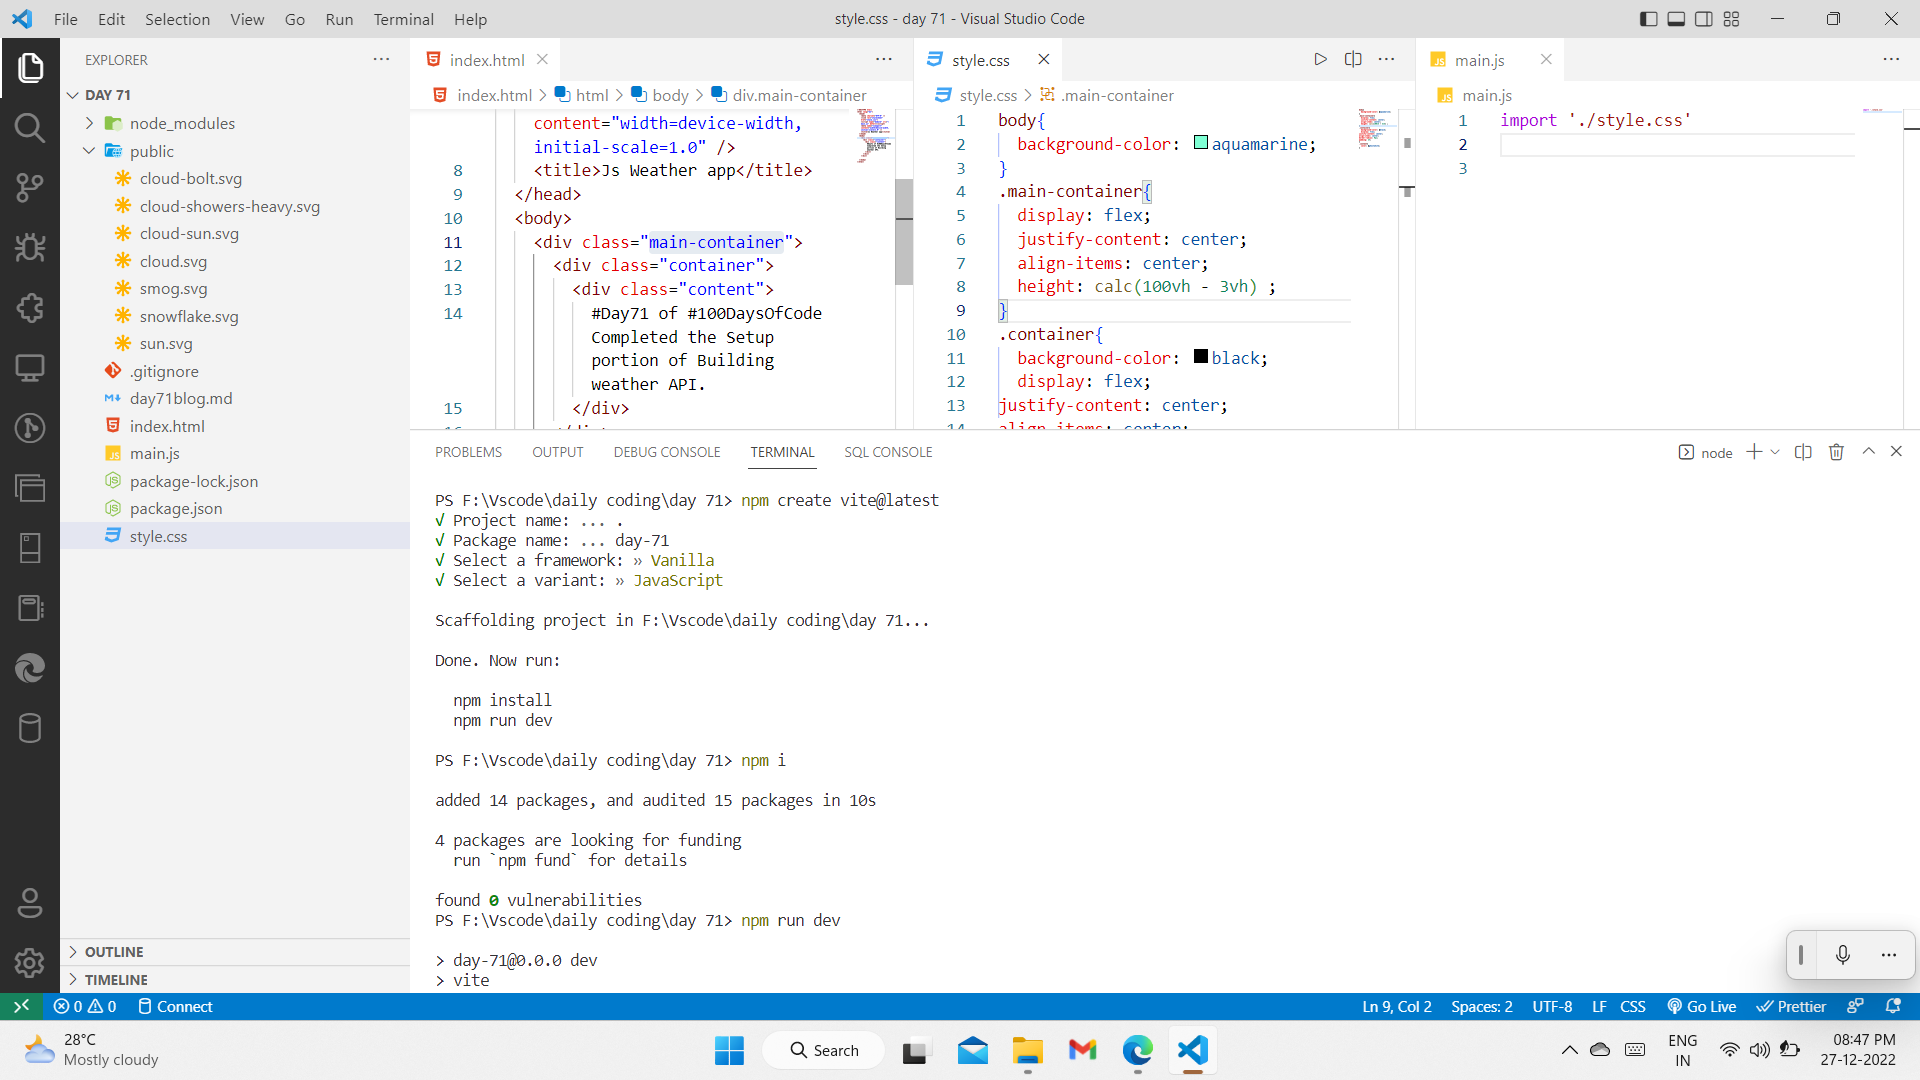 File Edit Selection View Go Run Terminal Help
style.css - day 71 - Visual Studio Code
EXPLORER
DAY 71
node_modules
public
cloud-bolt.svg
cloud-showers-heavy.svg
cloud-sun.svg
cloud.svg
smog.svg
snowflake.svg
sun.svg
.gitignore
day71blog.md
index.html
main.js
package-lock.json
package.json
style.css
OUTLINE
TIMELINE
index.html
index.html > html > body > div.main-container
content="width=device-width,
initial-scale=1.0" />
8 <title>Js Weather app</title>
9 </head>
10 <body>
11 <div class="main-container">
12 <div class="container">
13 <div class="content">
14 #Day71 of #100DaysOfCode
Completed the Setup
portion of Building
weather API.
15 </div>
style.css
style.css > .main-container
1 body{
2 background-color: aquamarine;
3 }
4 .main-container{
5 display: flex;
6 justify-content: center;
7 align-items: center;
8 height: calc(100vh - 3vh) ;
9 }
10 .container{
11 background-color: black;
12 display: flex;
13 justify-content: center;
14 align-items: center;
main.js
main.js
1 import './style.css'
2
3
PROBLEMS OUTPUT DEBUG CONSOLE TERMINAL SQL CONSOLE
node
PS F:\Vscode\daily coding\day 71> npm create vite@latest
√ Project name: ... .
√ Package name: ... day-71
√ Select a framework: » Vanilla
√ Select a variant: » JavaScript
Scaffolding project in F:\Vscode\daily coding\day 71...
Done. Now run:
npm install
npm run dev
PS F:\Vscode\daily coding\day 71> npm i
added 14 packages, and audited 15 packages in 10s
4 packages are looking for funding
run `npm fund` for details
found 0 vulnerabilities
PS F:\Vscode\daily coding\day 71> npm run dev
> day-71@0.0.0 dev
> vite
0 0 Connect
Ln 9, Col 2 Spaces: 2 UTF-8 LF CSS Go Live Prettier
28°C
Mostly cloudy
Search
ENG
IN
08:47 PM
27-12-2022